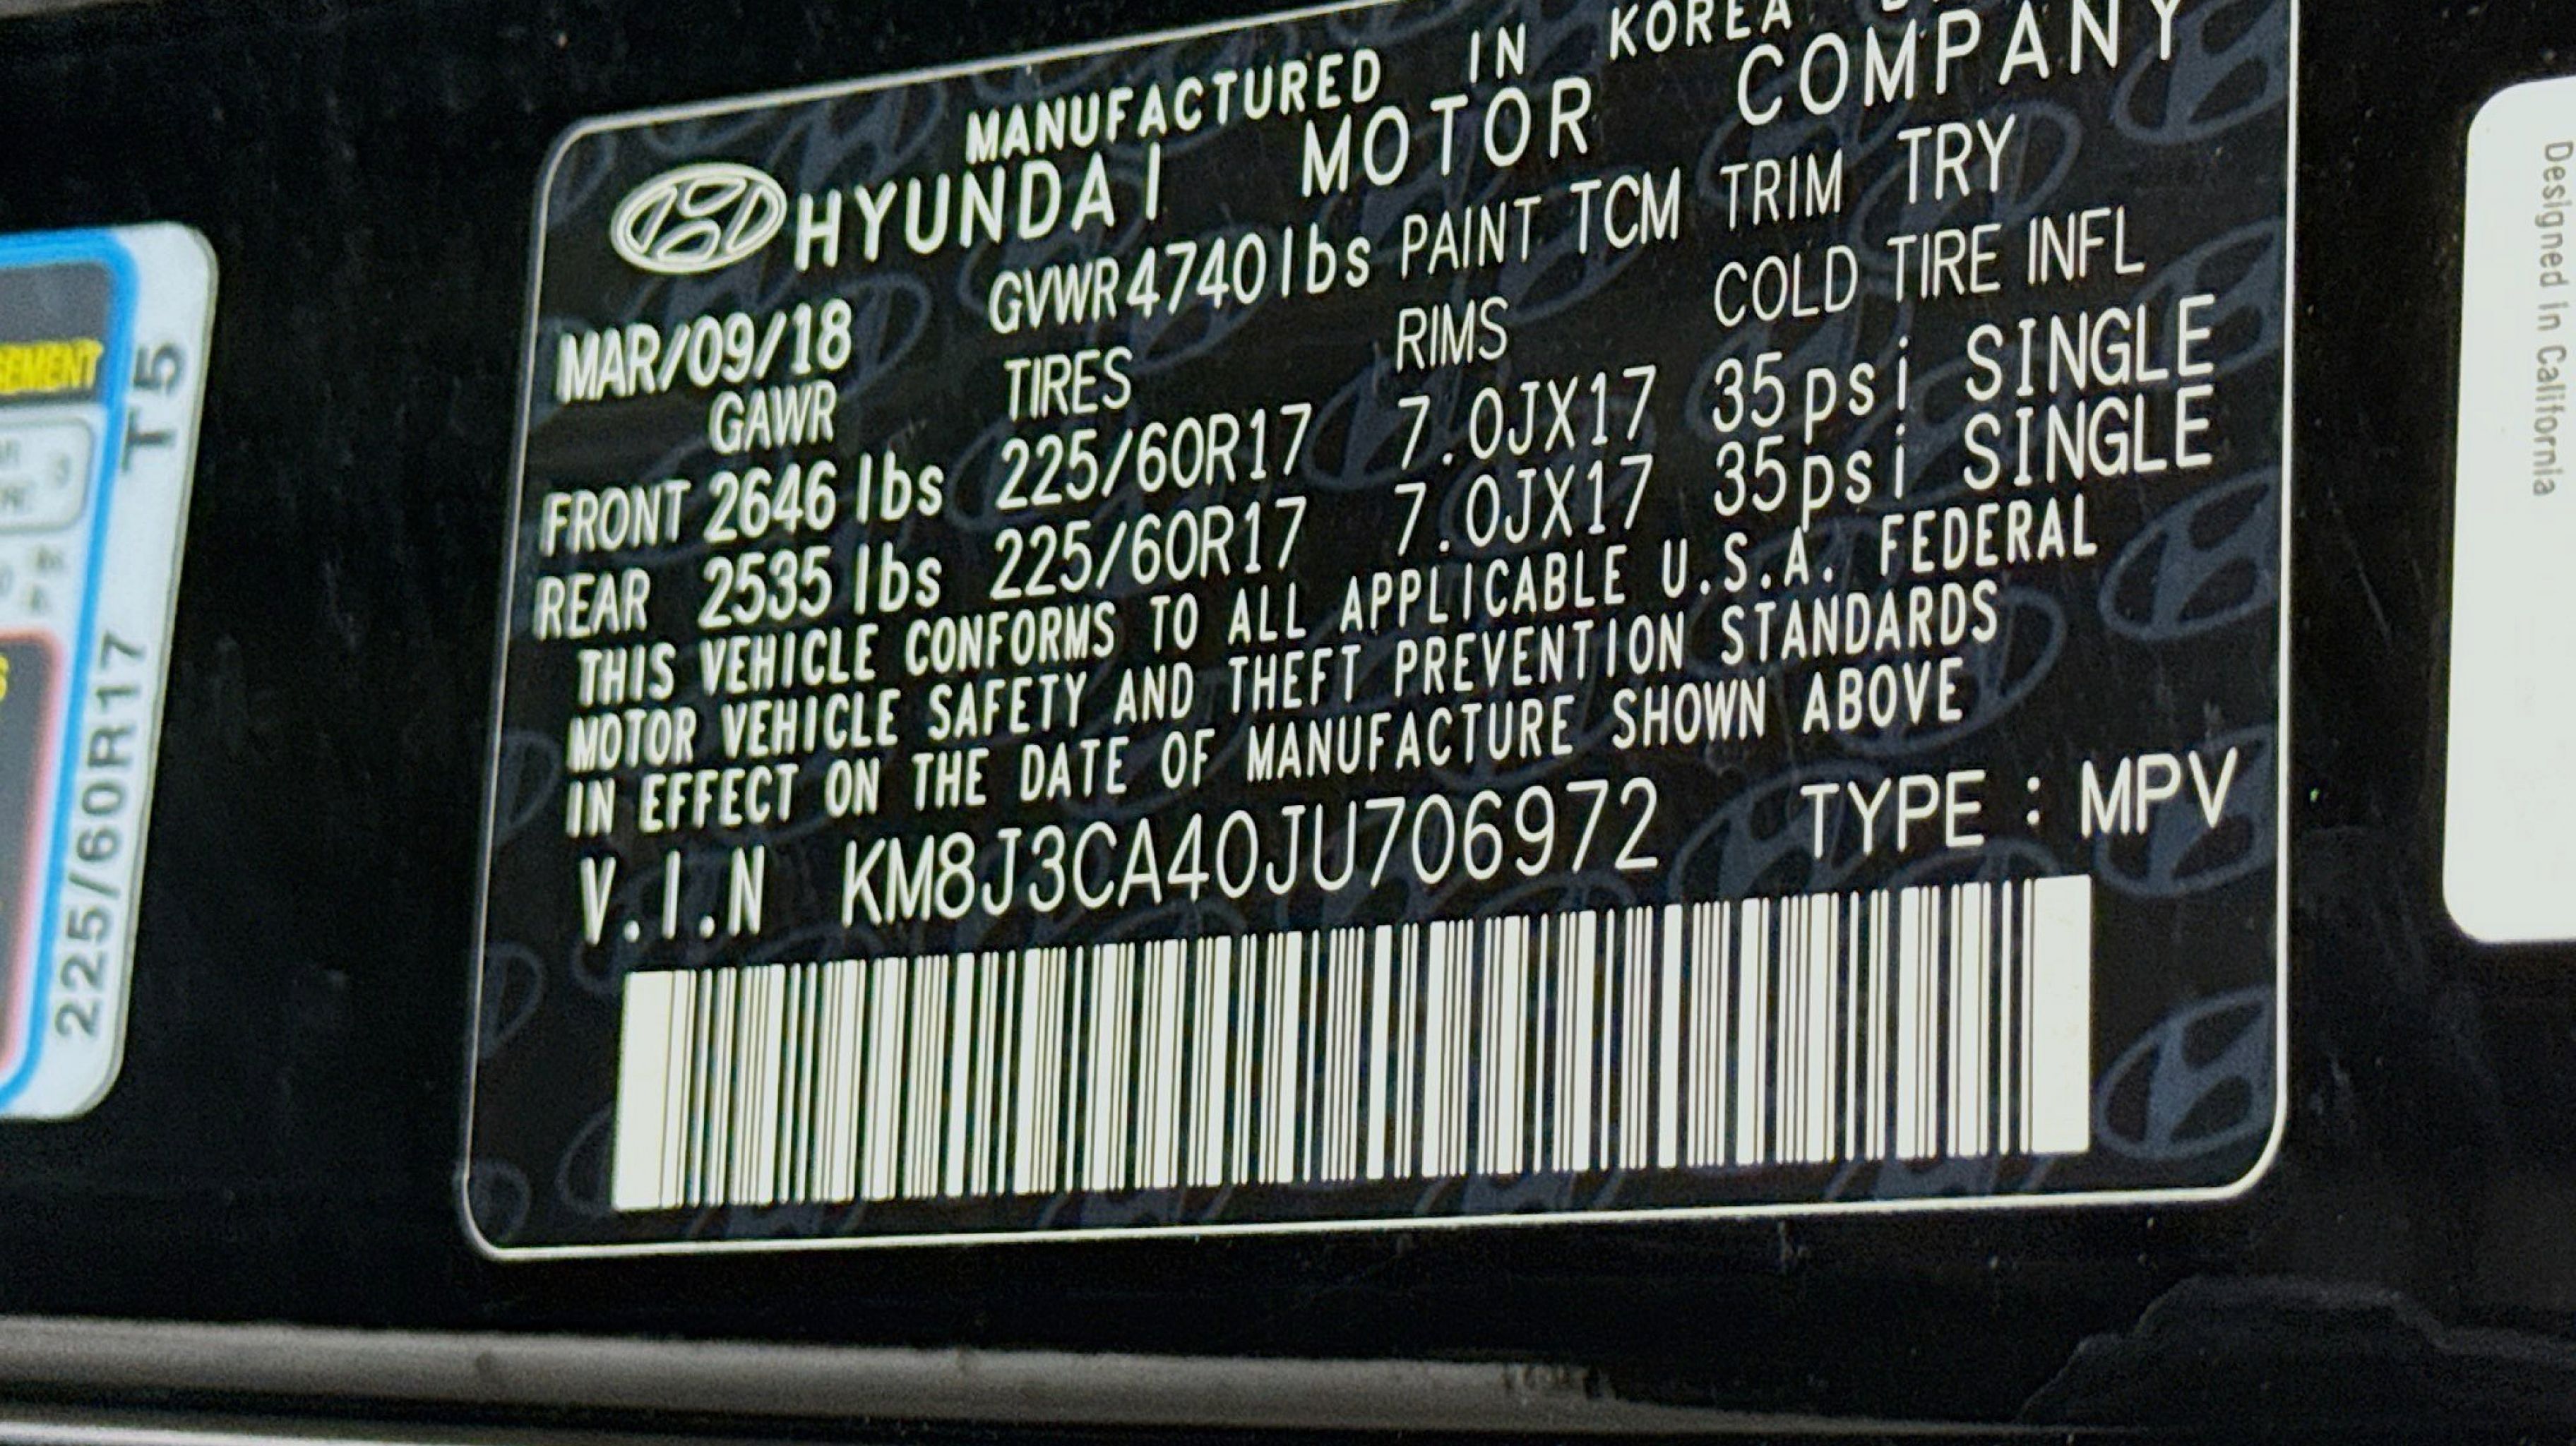 MANUFACTURED IN KOREA
HYUNDAI MOTOR COMPANY
MAR/09/18 GVWR4740lbs PAINT TCM TRIM TRY
GAWR TIRES RIMS COLD TIRE INFL
FRONT 2646 lbs 225/60R17 7.0JX17 35psi SINGLE
REAR 2535 lbs 225/60R17 7.0JX17 35psi SINGLE
THIS VEHICLE CONFORMS TO ALL APPLICABLE U.S.A. FEDERAL
MOTOR VEHICLE SAFETY AND THEFT PREVENTION STANDARDS
IN EFFECT ON THE DATE OF MANUFACTURE SHOWN ABOVE
V.I.N KM8J3CA40JU706972 TYPE : MPV
225/60R17 T5
Designed in California